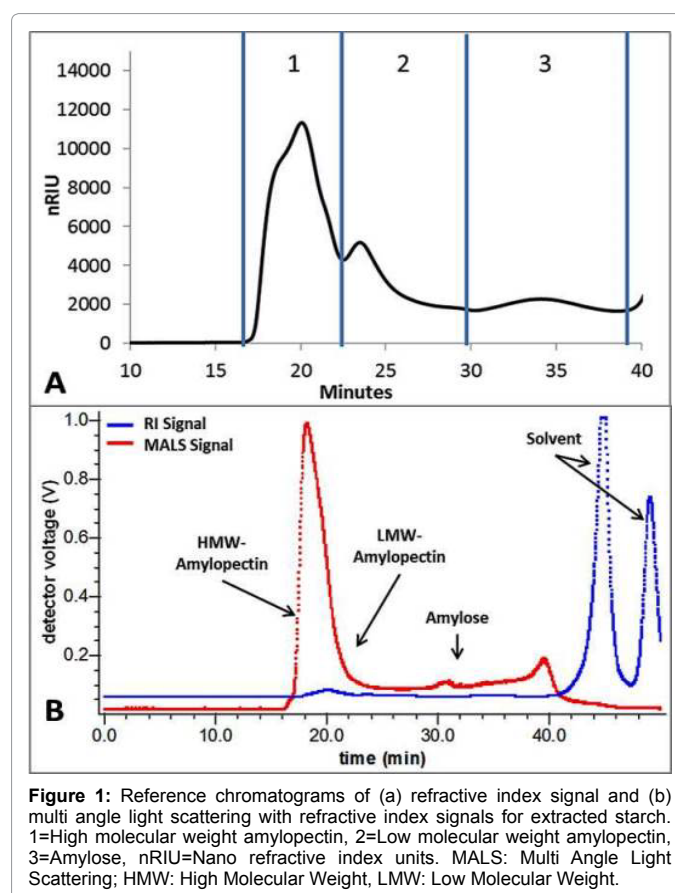 1 2 3
14000
12000
10000
8000
6000
4000
2000
0
nRIU
10 15 20 25 30 35 40
Minutes
A
RI Signal
MALS Signal
Solvent
HMW-
Amylopectin
LMW-
Amylopectin
Amylose
1.0
0.8
0.6
0.4
0.2
detector voltage (V)
B
0.0 10.0 20.0 30.0 40.0
time (min)
Figure 1: Reference chromatograms of (a) refractive index signal and (b)
multi angle light scattering with refractive index signals for extracted starch.
1=High molecular weight amylopectin, 2=Low molecular weight amylopectin,
3=Amylose, nRIU=Nano refractive index units. MALS: Multi Angle Light
Scattering; HMW: High Molecular Weight, LMW: Low Molecular Weight.